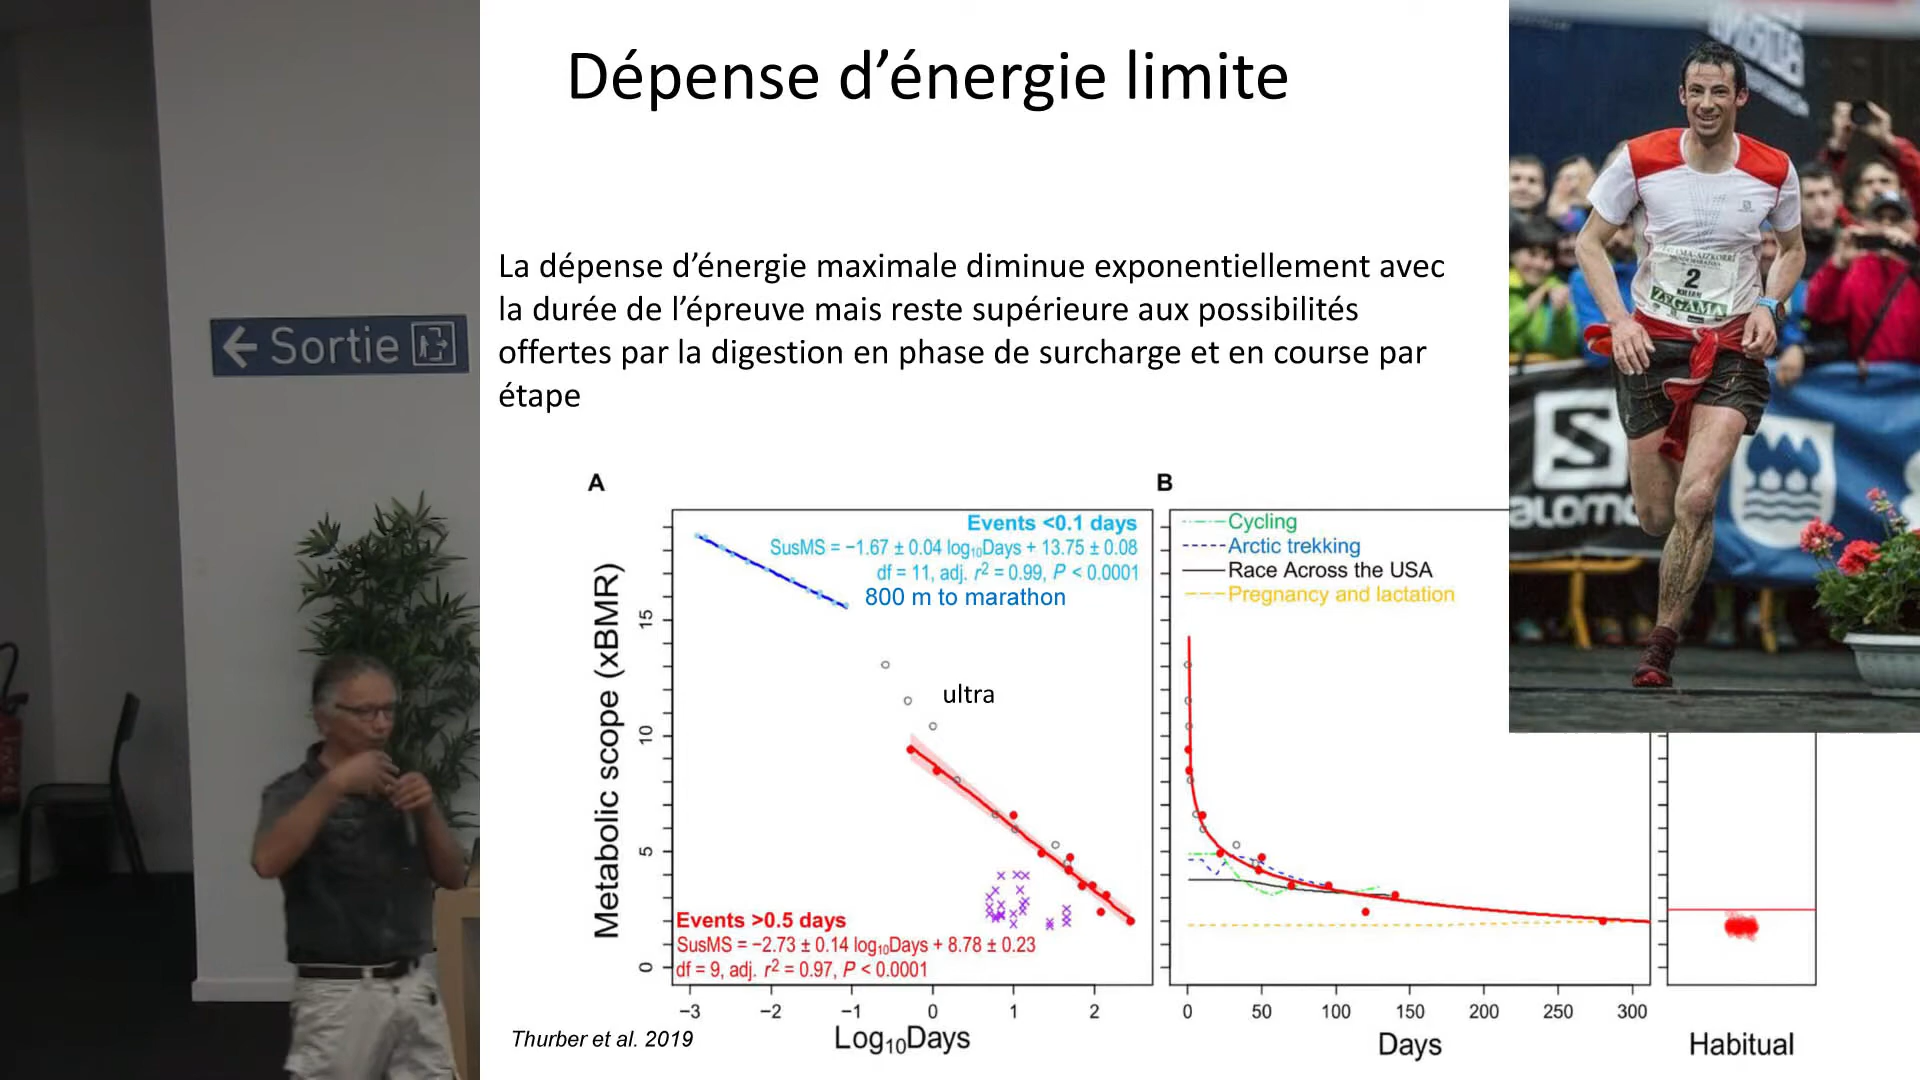 Dépense d’énergie limite
La dépense d’énergie maximale diminue exponentiellement avec
la durée de l’épreuve mais reste supérieure aux possibilités
offertes par la digestion en phase de surcharge et en course par
étape
Sortie
A
Events <0.1 days
SusMS = −1.67 ± 0.04 log₁₀Days + 13.75 ± 0.08
df = 11, adj. r² = 0.99, P < 0.0001
800 m to marathon
ultra
Events >0.5 days
SusMS = −2.73 ± 0.14 log₁₀Days + 8.78 ± 0.23
df = 9, adj. r² = 0.97, P < 0.0001
Metabolic scope (xBMR)
15
10
5
0
−3 −2 −1 0 1 2
Log₁₀Days
Thurber et al. 2019
B
Cycling
Arctic trekking
Race Across the USA
Pregnancy and lactation
0 50 100 150 200 250 300
Days
Habitual
2
KILIAN
ZEGAMA
S